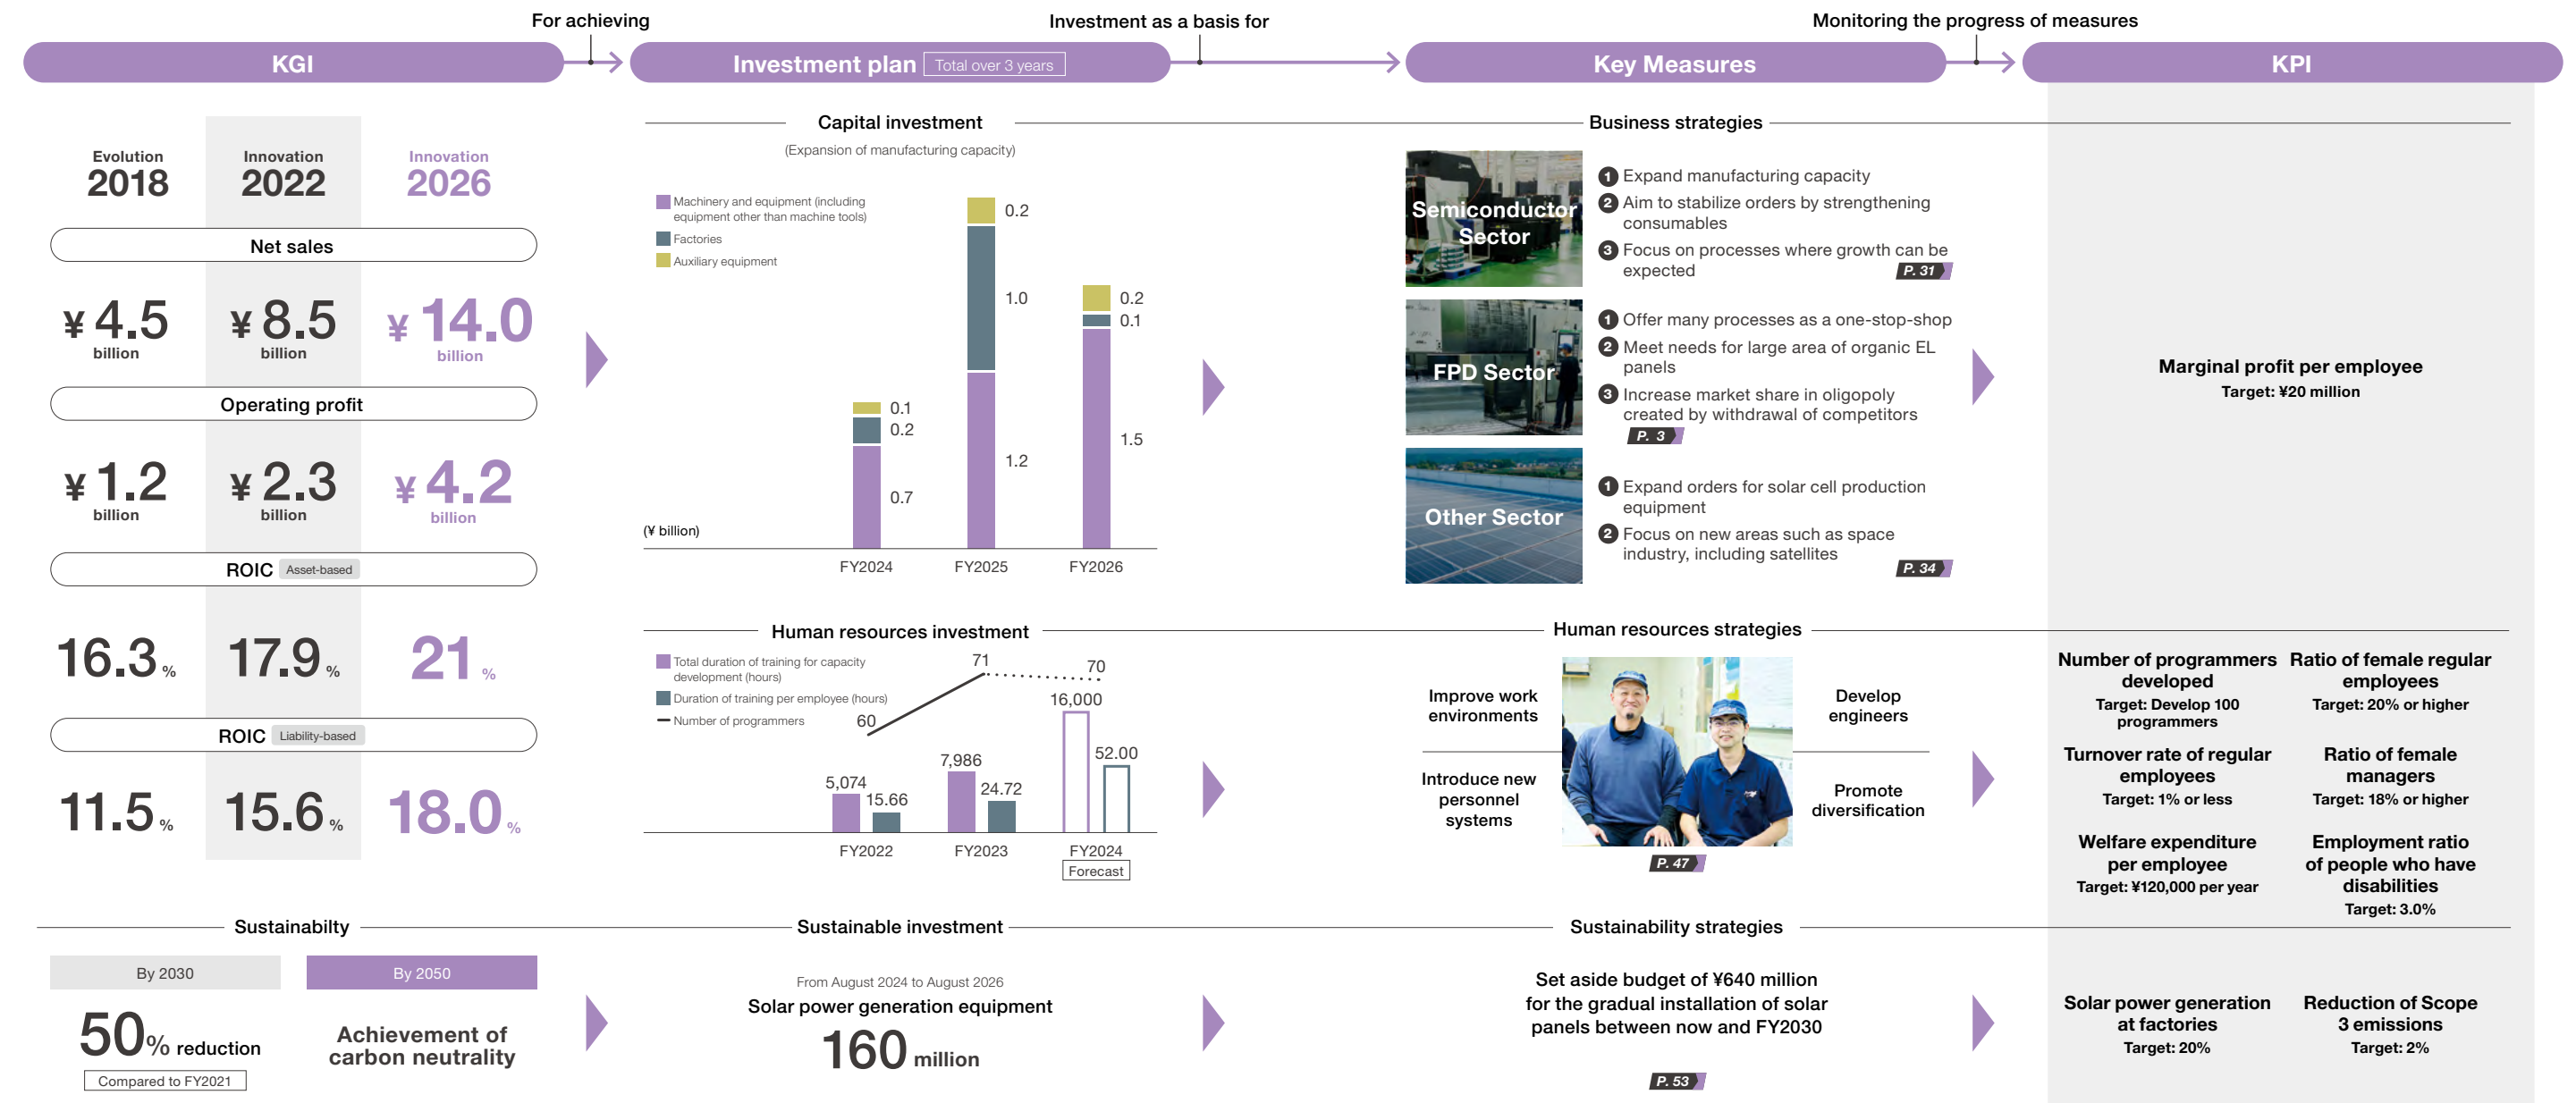 For achieving
Investment as a basis for
Monitoring the progress of measures
KGI
Investment plan Total over 3 years
Key Measures
KPI
Evolution
2018
Innovation
2022
Innovation
2026
Net sales
¥ 4.5
billion
¥ 8.5
billion
¥ 14.0
billion
Operating profit
¥ 1.2
billion
¥ 2.3
billion
¥ 4.2
billion
ROIC Asset-based
16.3 %
17.9 %
21 %
ROIC Liability-based
11.5 %
15.6 %
18.0 %
Capital investment
(Expansion of manufacturing capacity)
Machinery and equipment (including
equipment other than machine tools)
Factories
Auxiliary equipment
(¥ billion)
0.1
0.2
0.7
0.2
1.0
1.2
0.2
0.1
1.5
FY2024
FY2025
FY2026
Business strategies
Semiconductor
Sector
1 Expand manufacturing capacity
2 Aim to stabilize orders by strengthening
consumables
3 Focus on processes where growth can be
expected
P. 31
FPD Sector
1 Offer many processes as a one-stop-shop
2 Meet needs for large area of organic EL
panels
3 Increase market share in oligopoly
created by withdrawal of competitors
P. 3
Other Sector
1 Expand orders for solar cell production
equipment
2 Focus on new areas such as space
industry, including satellites
P. 34
Marginal profit per employee
Target: ¥20 million
Human resources investment
Total duration of training for capacity
development (hours)
Duration of training per employee (hours)
Number of programmers
60
71
70
5,074
15.66
7,986
24.72
16,000
52.00
FY2022
FY2023
FY2024
Forecast
Human resources strategies
Improve work
environments
Develop
engineers
Introduce new
personnel
systems
Promote
diversification
P. 47
Number of programmers
developed
Target: Develop 100
programmers
Ratio of female regular
employees
Target: 20% or higher
Turnover rate of regular
employees
Target: 1% or less
Ratio of female
managers
Target: 18% or higher
Welfare expenditure
per employee
Target: ¥120,000 per year
Employment ratio
of people who have
disabilities
Target: 3.0%
Sustainabilty
By 2030
50% reduction
Compared to FY2021
By 2050
Achievement of
carbon neutrality
Sustainable investment
From August 2024 to August 2026
Solar power generation equipment
160 million
Sustainability strategies
Set aside budget of ¥640 million
for the gradual installation of solar
panels between now and FY2030
P. 53
Solar power generation
at factories
Target: 20%
Reduction of Scope
3 emissions
Target: 2%